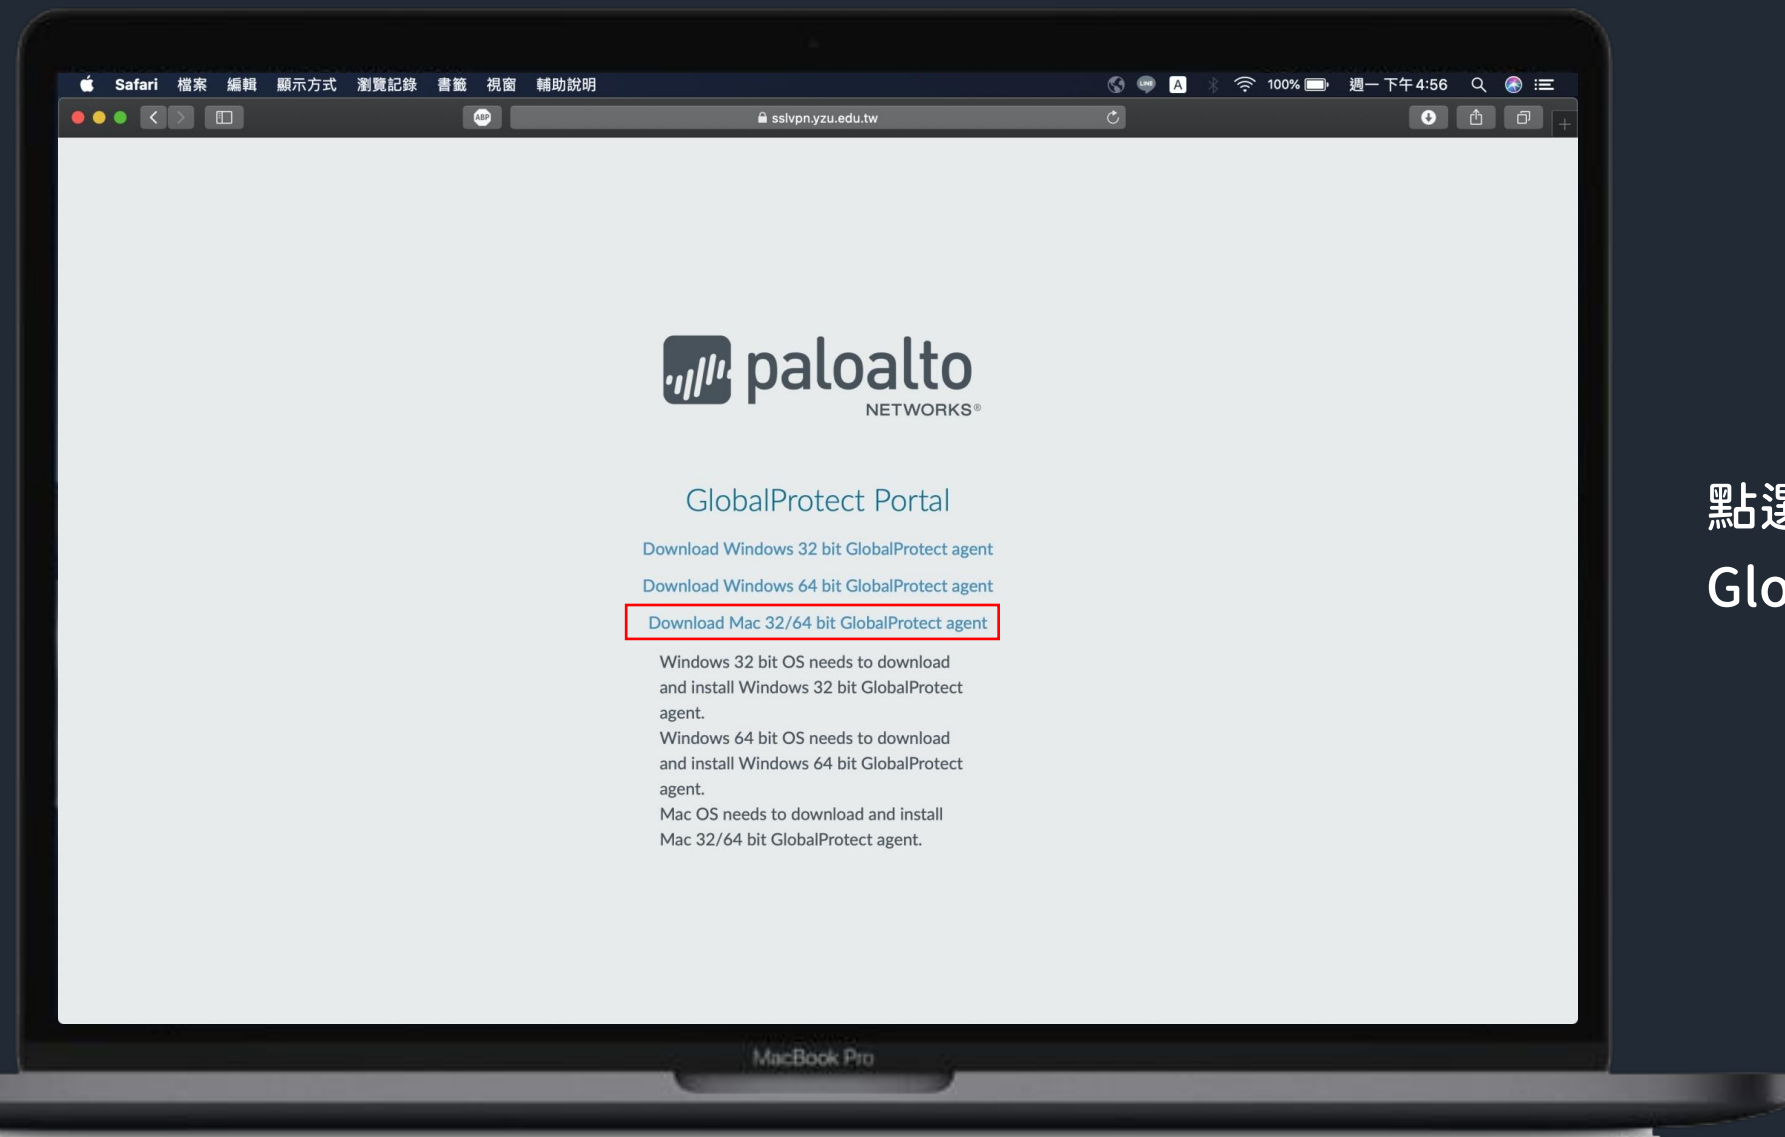 Safari 檔案 編輯 顯示方式 瀏覽記錄 書籤 視窗 輔助說明 LINE A 100% 週一下午4:56
ABP sslvpn.yzu.edu.tw
paloalto
NETWORKS®
GlobalProtect Portal
Download Windows 32 bit GlobalProtect agent
Download Windows 64 bit GlobalProtect agent
Download Mac 32/64 bit GlobalProtect agent
Windows 32 bit OS needs to download
and install Windows 32 bit GlobalProtect
agent.
Windows 64 bit OS needs to download
and install Windows 64 bit GlobalProtect
agent.
Mac OS needs to download and install
Mac 32/64 bit GlobalProtect agent.
MacBook Pro
點選
Glo